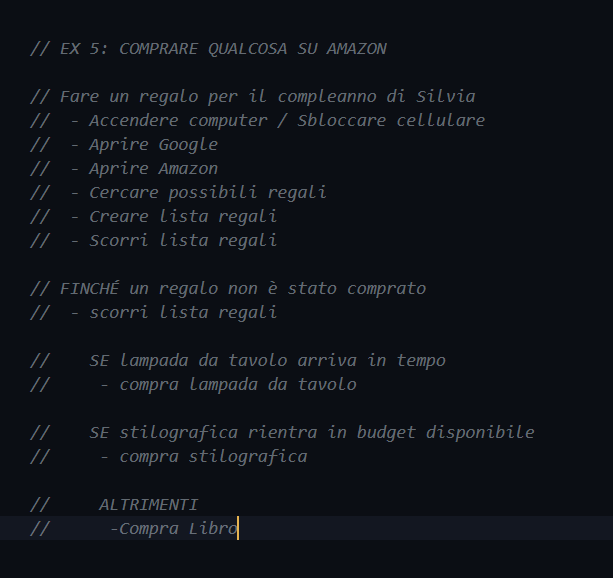 // EX 5: COMPRARE QUALCOSA SU AMAZON
// Fare un regalo per il compleanno di Silvia
//  - Accendere computer / Sbloccare cellulare
//  - Aprire Google
//  - Aprire Amazon
//  - Cercare possibili regali
//  - Creare lista regali
//  - Scorri lista regali
// FINCHÉ un regalo non è stato comprato
//  - scorri lista regali
//    SE lampada da tavolo arriva in tempo
//     - compra lampada da tavolo
//    SE stilografica rientra in budget disponibile
//     - compra stilografica
//     ALTRIMENTI
//      -Compra Libro